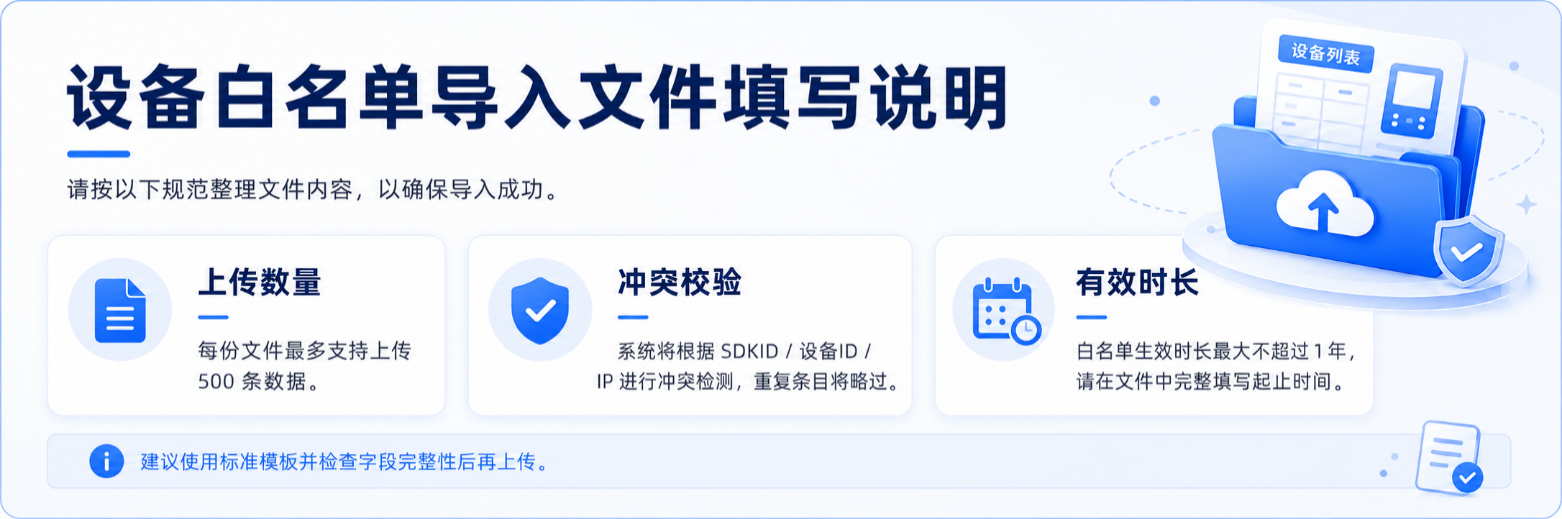 设备白名单导入文件填写说明
请按以下规范整理文件内容，以确保导入成功。
设备列表
上传数量
每份文件最多支持上传
500 条数据。
冲突校验
系统将根据 SDKID / 设备ID /
IP 进行冲突检测，重复条目将略过。
有效时长
白名单生效时长最大不超过 1 年，
请在文件中完整填写起止时间。
建议使用标准模板并检查字段完整性后再上传。